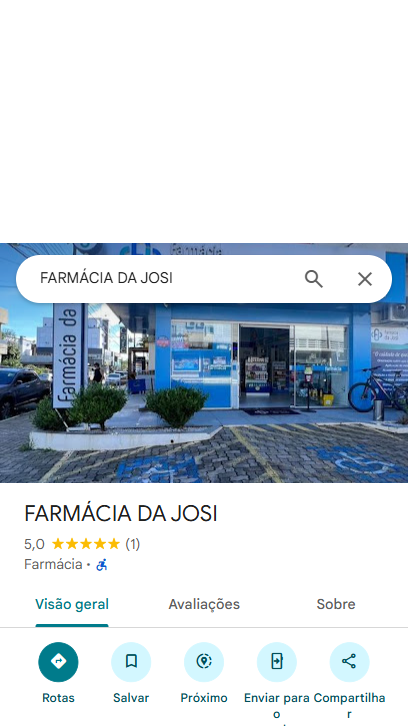 FARMÁCIA DA JOSI
Farmácia
Farmácia da
FARMÁCIA DA JOSI
5,0 (1)
Farmácia ·
Visão geral
Avaliações
Sobre
Rotas
Salvar
Próximo
Enviar para o
Compartilhar